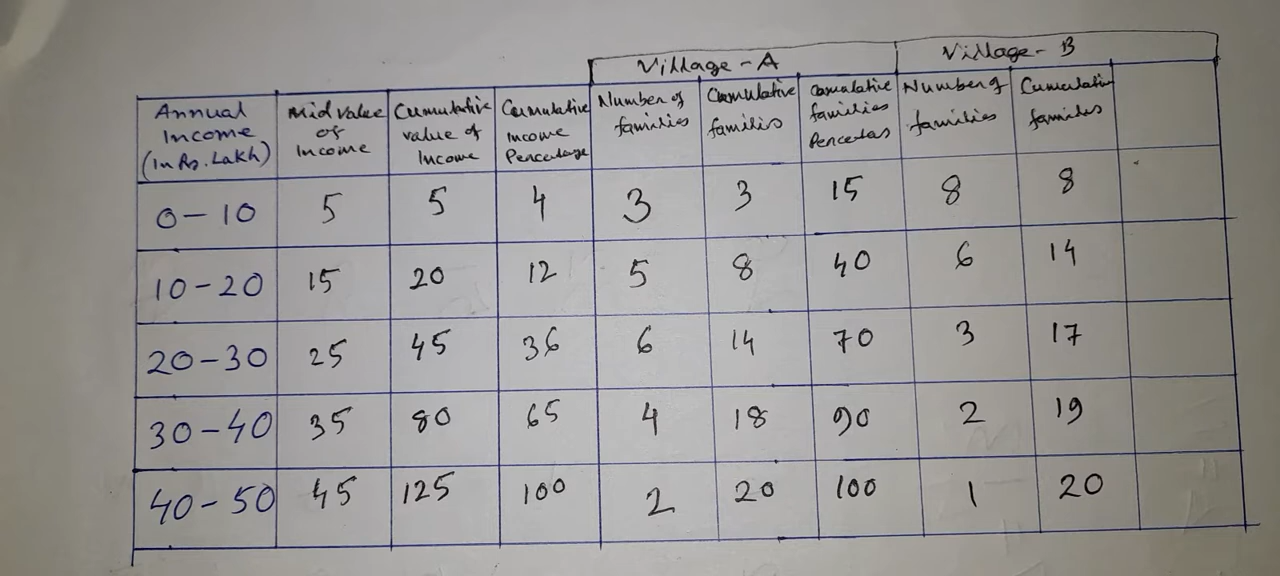 Village - A Village - B
Annual Income (In Rs. Lakh) Mid value of Income Cumulative value of Income Cumulative Income Percentage Number of families Cumulative familis Camulative families Percentas Number of families Cumulative families
0-10 5 5 4 3 3 15 8 8
10-20 15 20 12 5 8 40 6 14
20-30 25 45 36 6 14 70 3 17
30-40 35 80 65 4 18 90 2 19
40-50 45 125 100 2 20 100 1 20